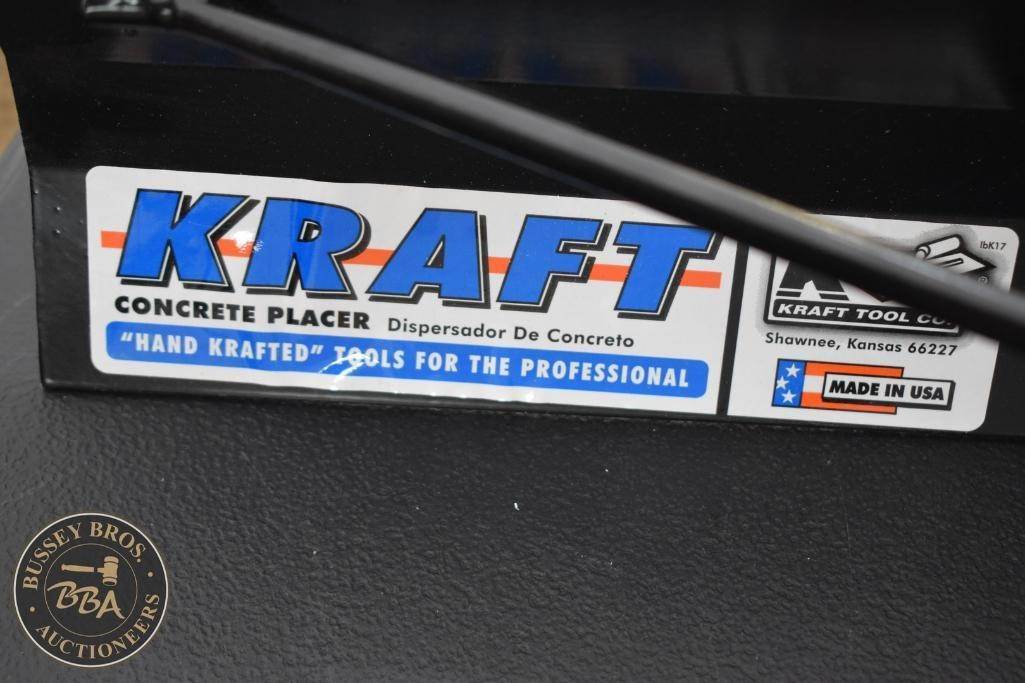 KRAFT
CONCRETE PLACER Dispersador De Concreto
"HAND KRAFTED" TOOLS FOR THE PROFESSIONAL
IbK17
KRAFT TOOL CO.
Shawnee, Kansas 66227
MADE IN USA
BUSSEY BROS.
BBA
AUCTIONEERS